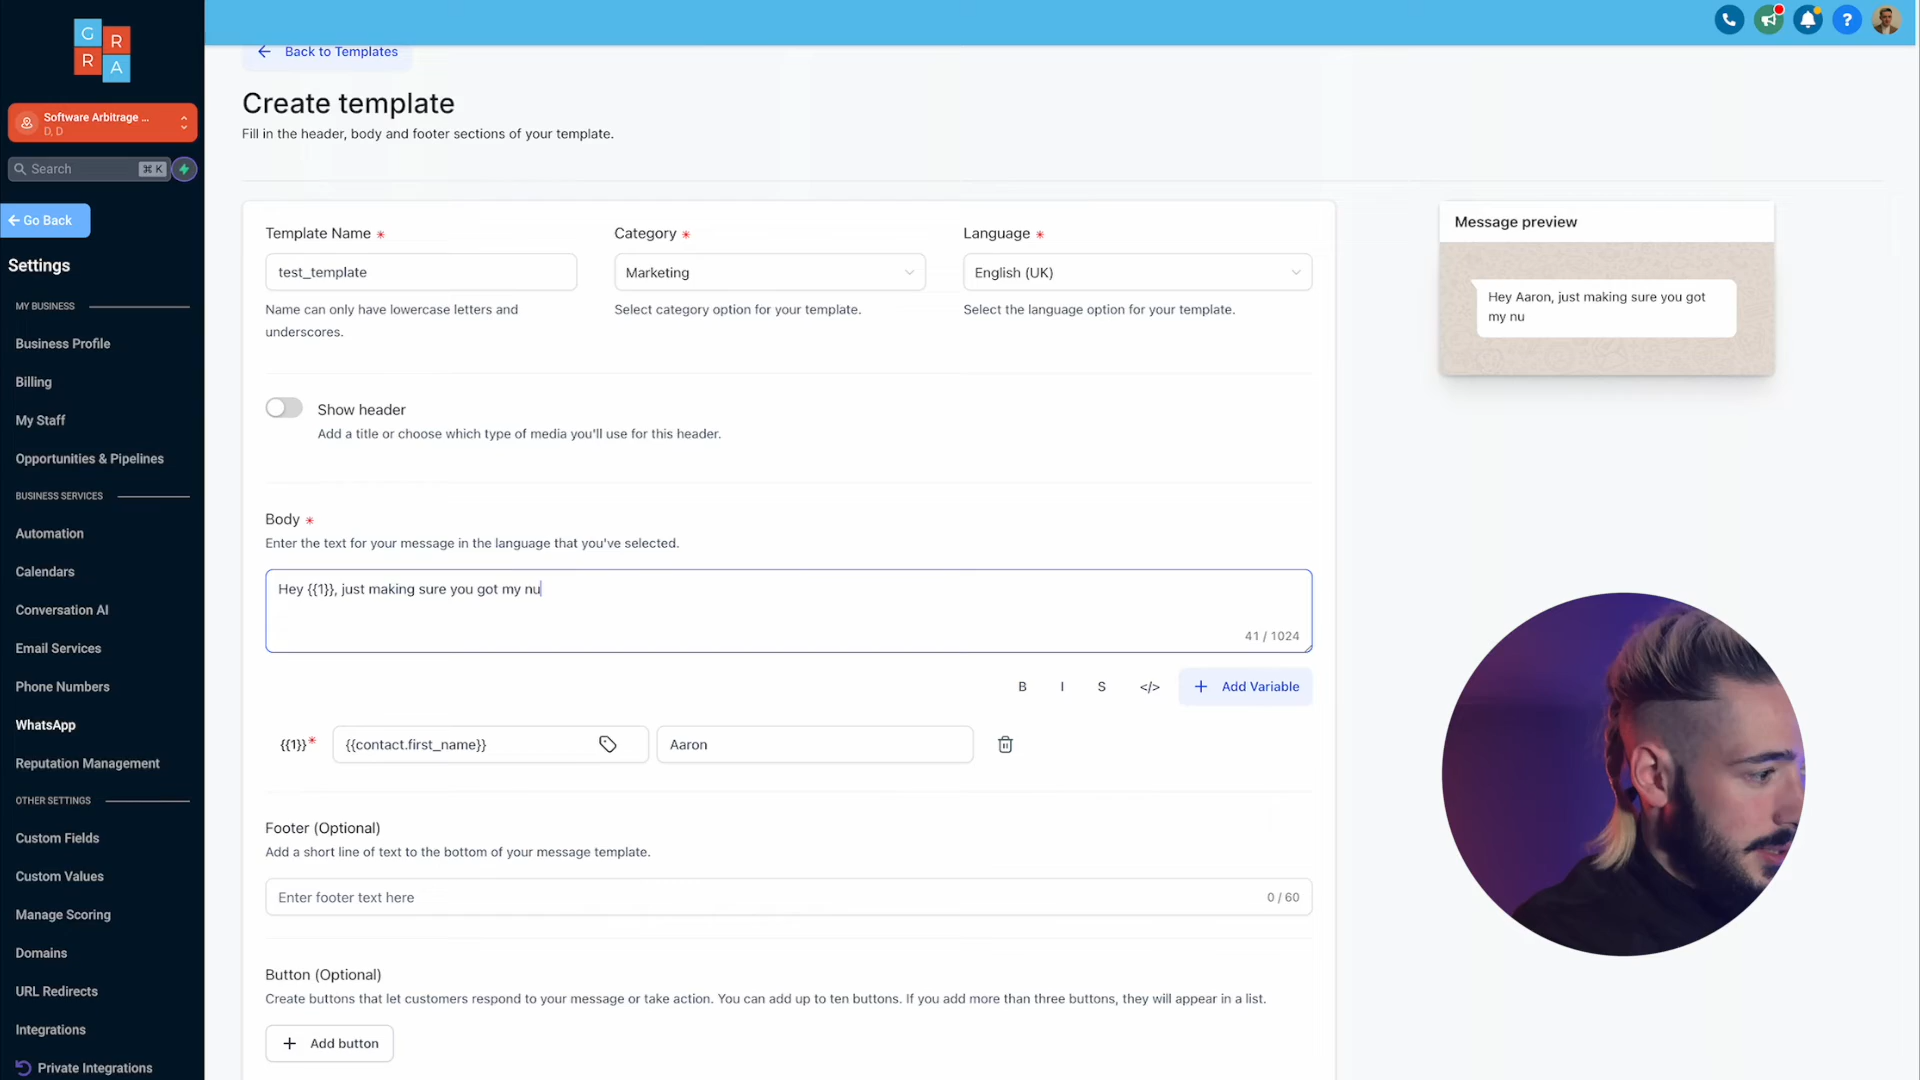 G
R
R
A
Software Arbitrage ...
D, D
Search
⌘ K
← Go Back
Settings
MY BUSINESS
Business Profile
Billing
My Staff
Opportunities & Pipelines
BUSINESS SERVICES
Automation
Calendars
Conversation AI
Email Services
Phone Numbers
WhatsApp
Reputation Management
OTHER SETTINGS
Custom Fields
Custom Values
Manage Scoring
Domains
URL Redirects
Integrations
Private Integrations
?
← Back to Templates
Create template
Fill in the header, body and footer sections of your template.
Template Name *
test_template
Name can only have lowercase letters and
underscores.
Category *
Marketing
Select category option for your template.
Language *
English (UK)
Select the language option for your template.
Show header
Add a title or choose which type of media you'll use for this header.
Body *
Enter the text for your message in the language that you've selected.
Hey {{1}}, just making sure you got my nu
41 / 1024
B I S </> + Add Variable
{{1}}* {{contact.first_name}} Aaron
Footer (Optional)
Add a short line of text to the bottom of your message template.
Enter footer text here 0 / 60
Button (Optional)
Create buttons that let customers respond to your message or take action. You can add up to ten buttons. If you add more than three buttons, they will appear in a list.
+ Add button
Message preview
Hey Aaron, just making sure you got
my nu